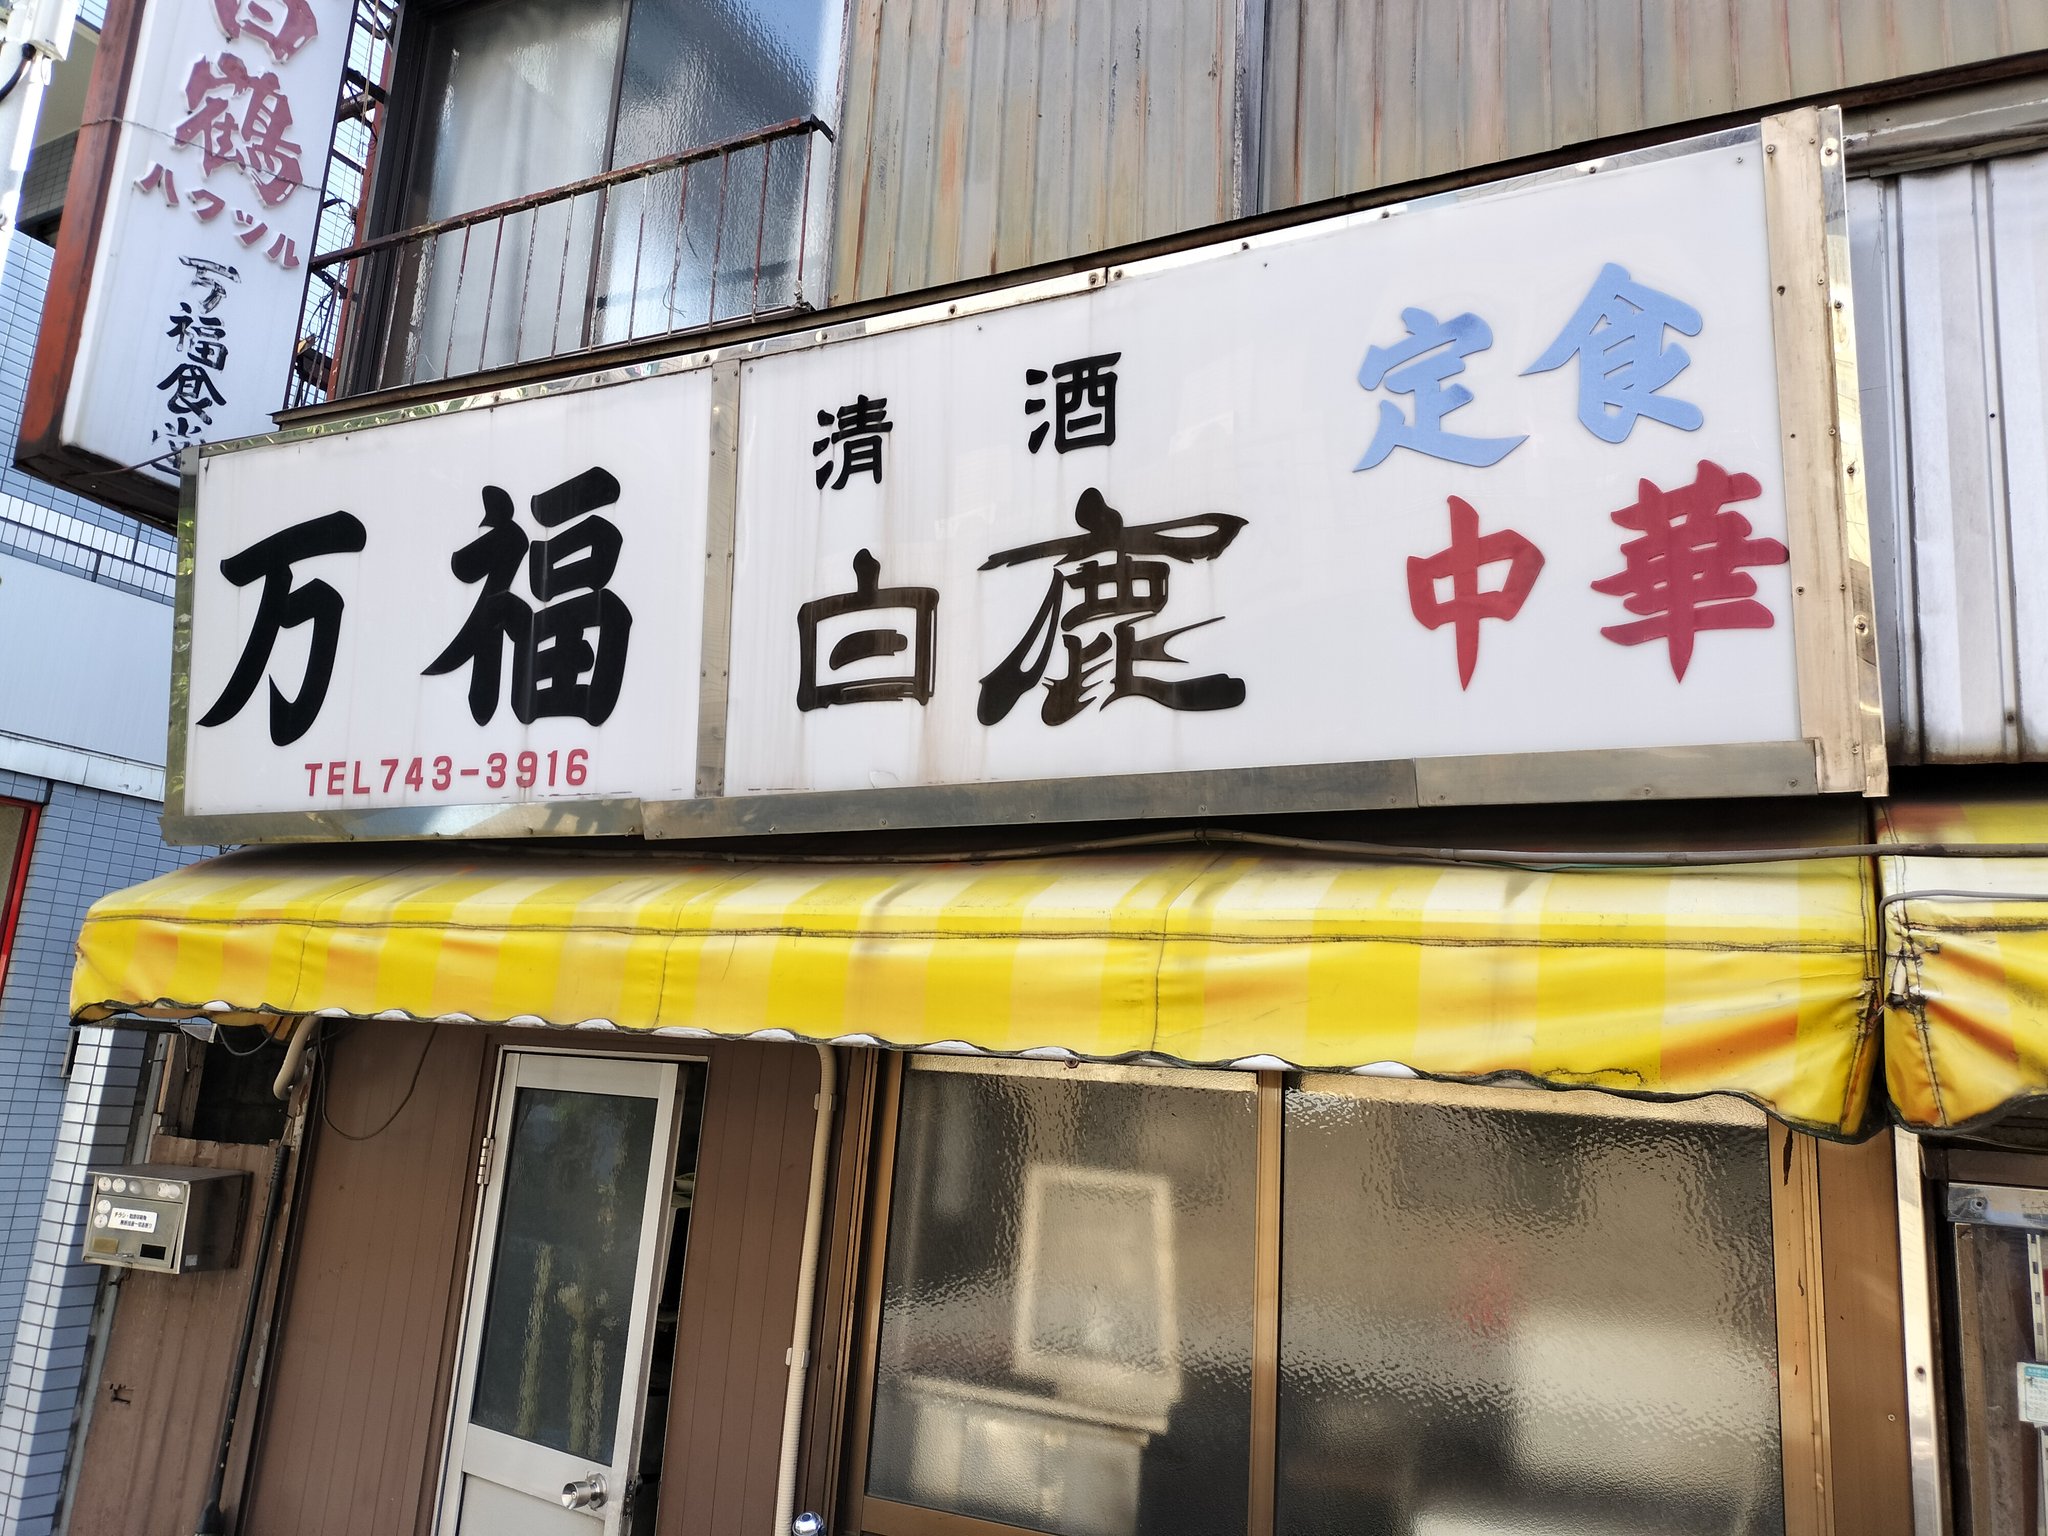 白鶴
ハクツル
万福食堂
万福
TEL743-3916
清酒
白鹿
定食
中華